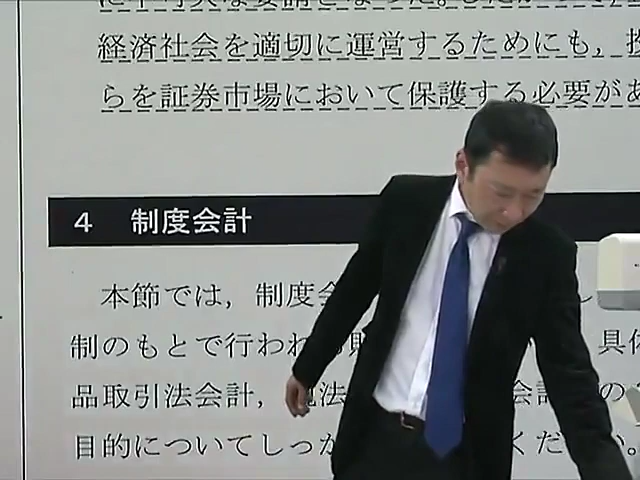 経済社会を適切に運営するためにも，投
らを証券市場において保護する必要があ
4 制度会計
本節では，制度会
制のもとで行われ 具体
品取引法会計， 法 会計 の
目的についてしっか くだ い。